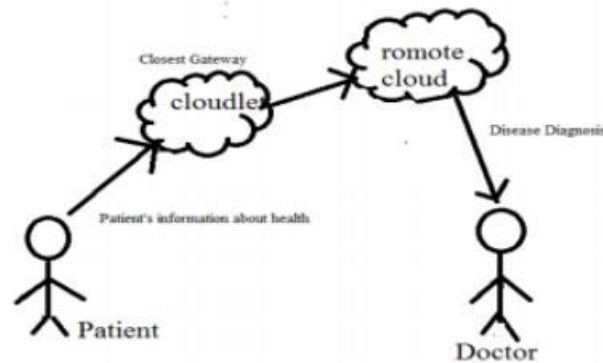 Closest Gateway
cloudlet
romote
cloud
Disease Diagnosis
Patient's information about health
Patient
Doctor